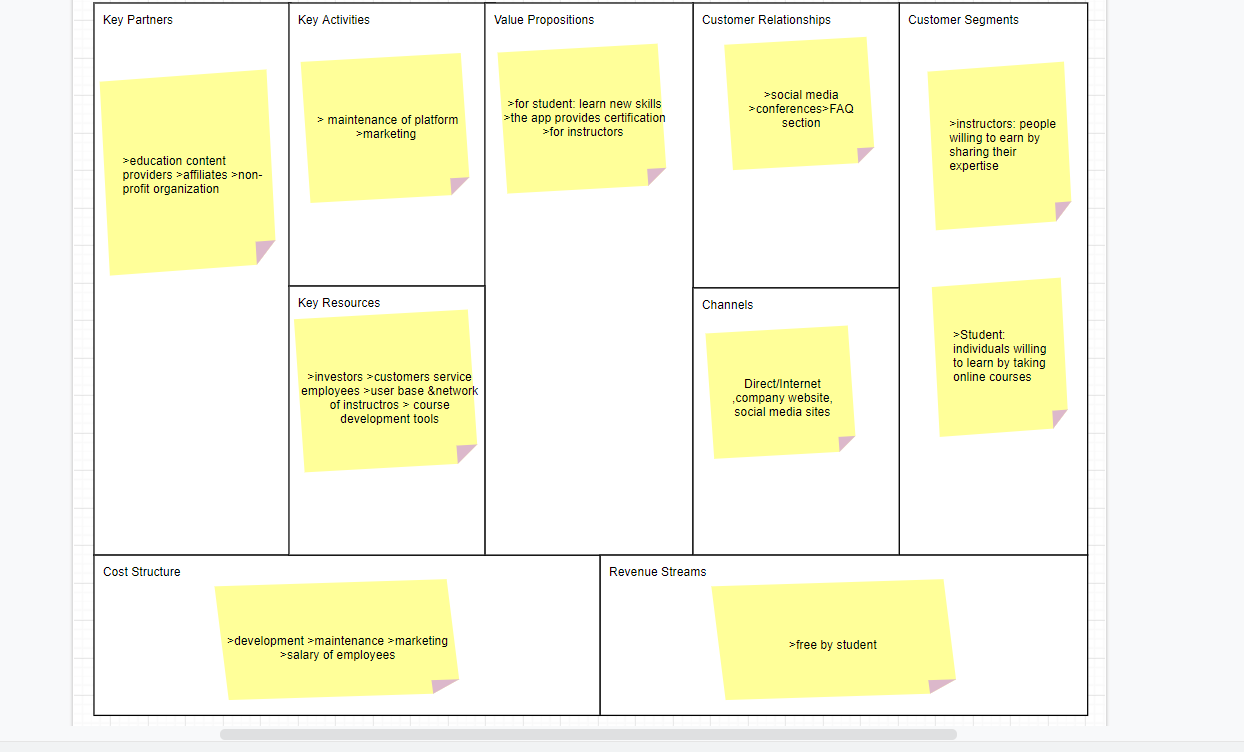 Key Partners
>education content
providers >affiliates >non-
profit organization
Key Activities
> maintenance of platform
>marketing
Key Resources
>investors >customers service
employees >user base &network
of instructros > course
development tools
Value Propositions
>for student: learn new skills
>the app provides certification
>for instructors
Customer Relationships
>social media
>conferences>FAQ
section
Channels
Direct/Internet
,company website,
social media sites
Customer Segments
>instructors: people
willing to earn by
sharing their
expertise
>Student:
individuals willing
to learn by taking
online courses
Cost Structure
>development >maintenance >marketing
>salary of employees
Revenue Streams
>free by student